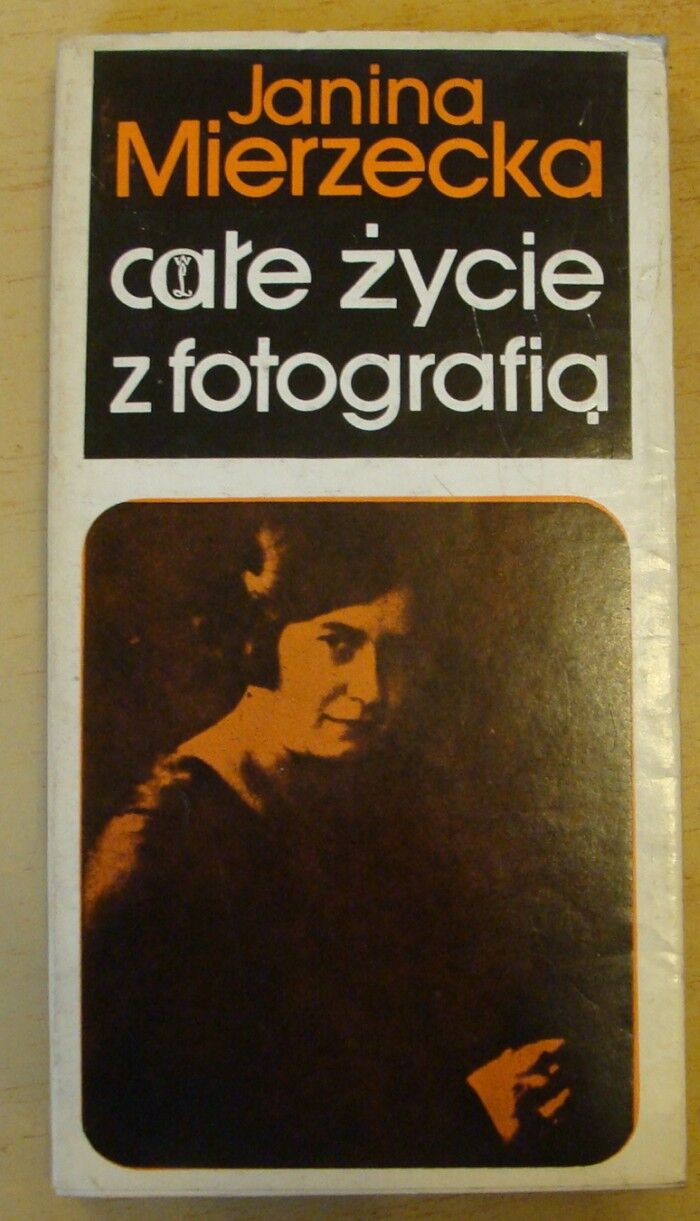 Janina
Mierzecka
całe życie
z fotografią